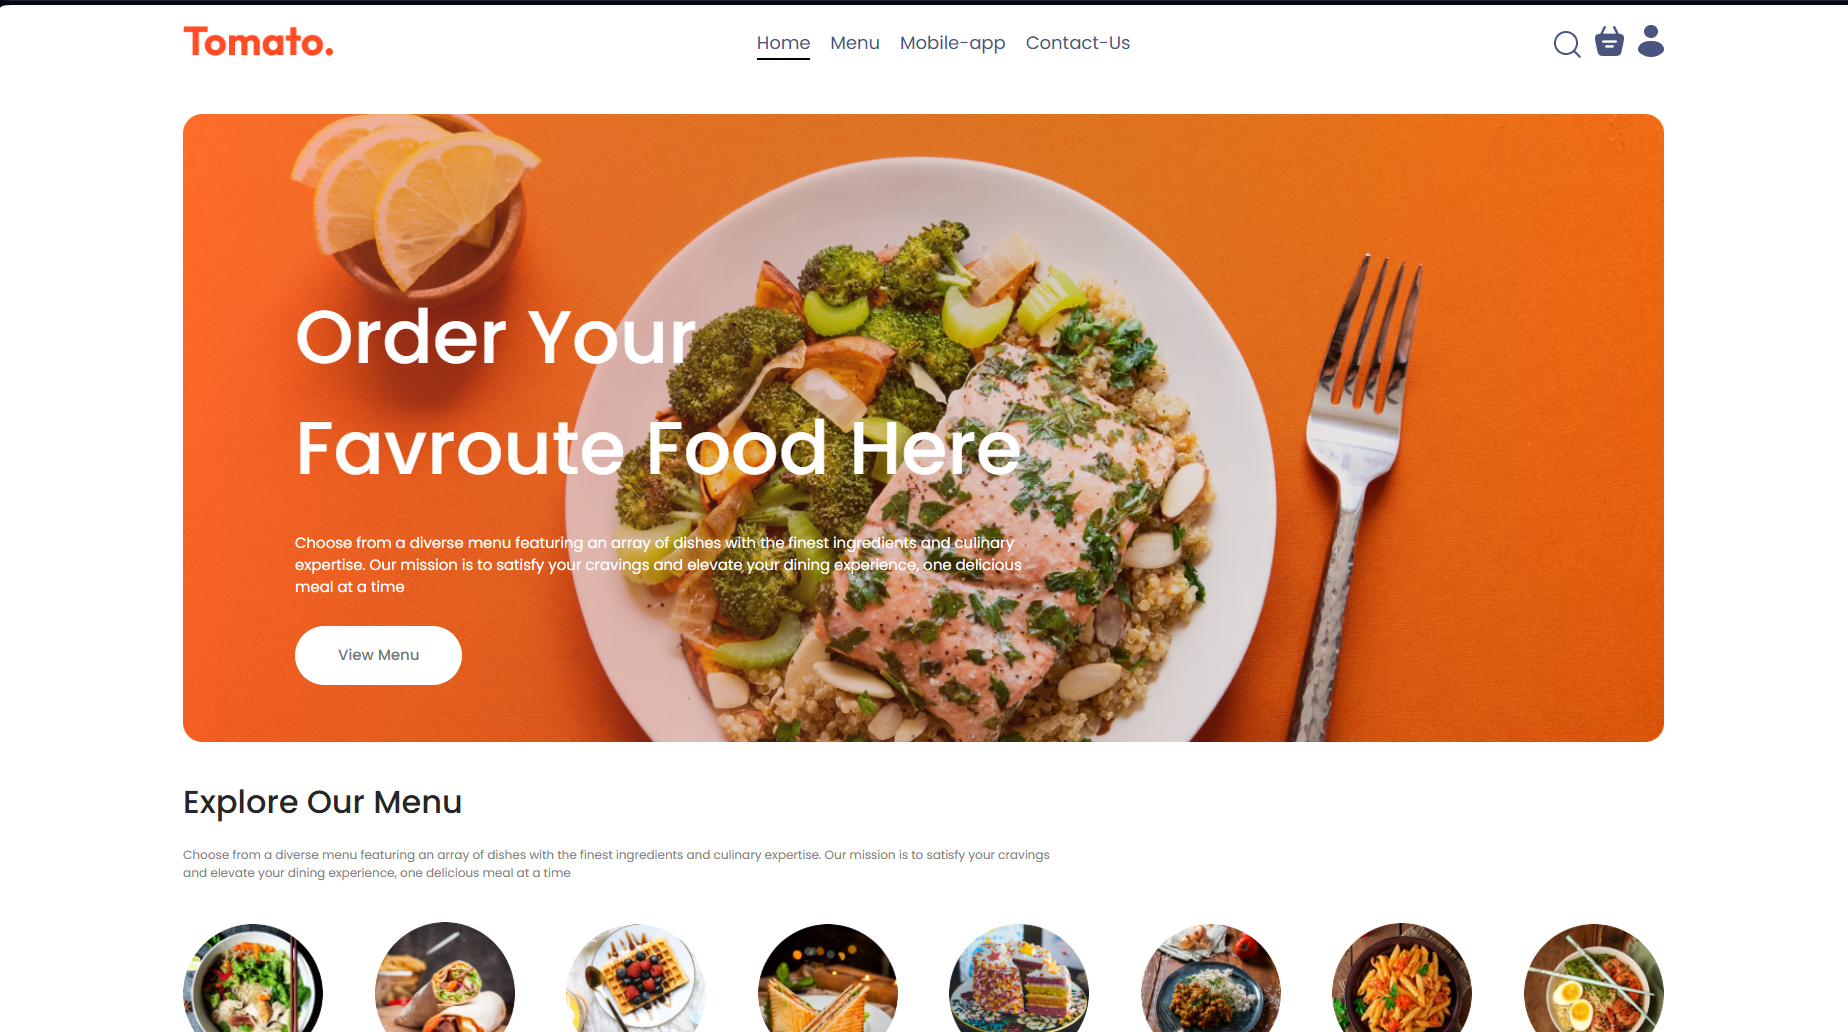 Tomato.
Home Menu Mobile-app Contact-Us
Order Your
Favroute Food Here
Choose from a diverse menu featuring an array of dishes with the finest ingredients and culinary
expertise. Our mission is to satisfy your cravings and elevate your dining experience, one delicious
meal at a time
View Menu
Explore Our Menu
Choose from a diverse menu featuring an array of dishes with the finest ingredients and culinary expertise. Our mission is to satisfy your cravings
and elevate your dining experience, one delicious meal at a time